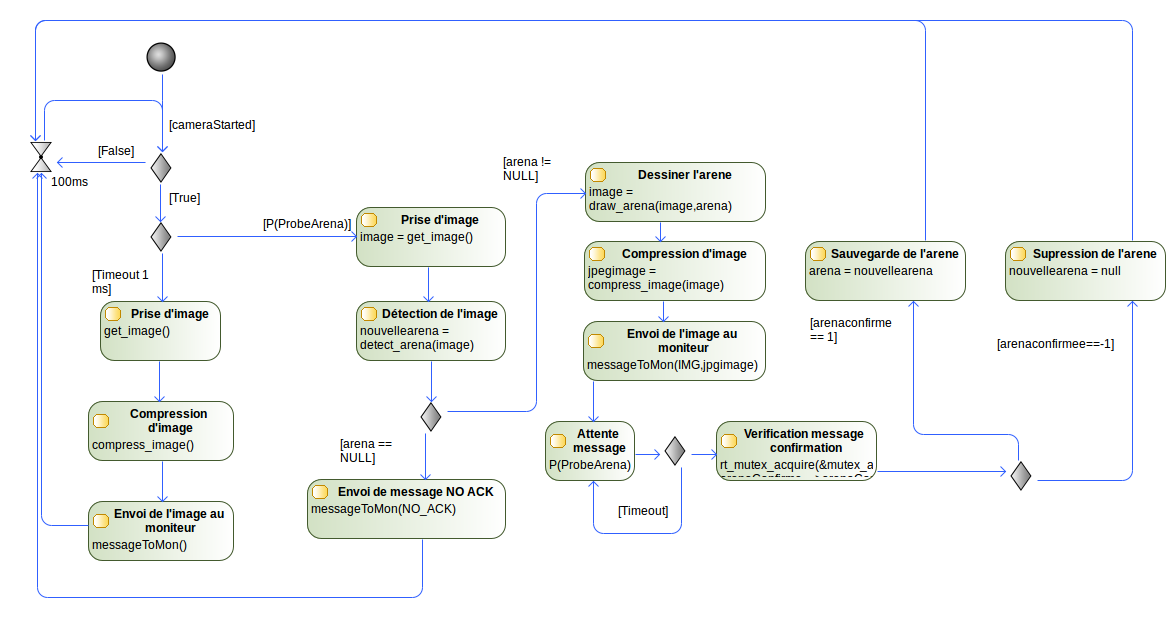 [cameraStarted]
[False]
100ms
[True]
[P(ProbeArena)]
[Timeout 1
ms]
Prise d'image
get_image()
Compression
d'image
compress_image()
Envoi de l'image au
moniteur
messageToMon()
Prise d'image
image = get_image()
Détection de l'image
nouvellearena =
detect_arena(image)
[arena ==
NULL]
Envoi de message NO ACK
messageToMon(NO_ACK)
[arena !=
NULL]
Dessiner l'arene
image =
draw_arena(image,arena)
Compression d'image
jpegimage =
compress_image(image)
Envoi de l'image au
moniteur
messageToMon(IMG,jpgimage)
Attente
message
P(ProbeArena)
[Timeout]
Verification message
confirmation
rt_mutex_acquire(&mutex_a
Sauvegarde de l'arene
arena = nouvellearena
[arenaconfirme
== 1]
Supression de l'arene
nouvellearena = null
[arenaconfirmee==-1]